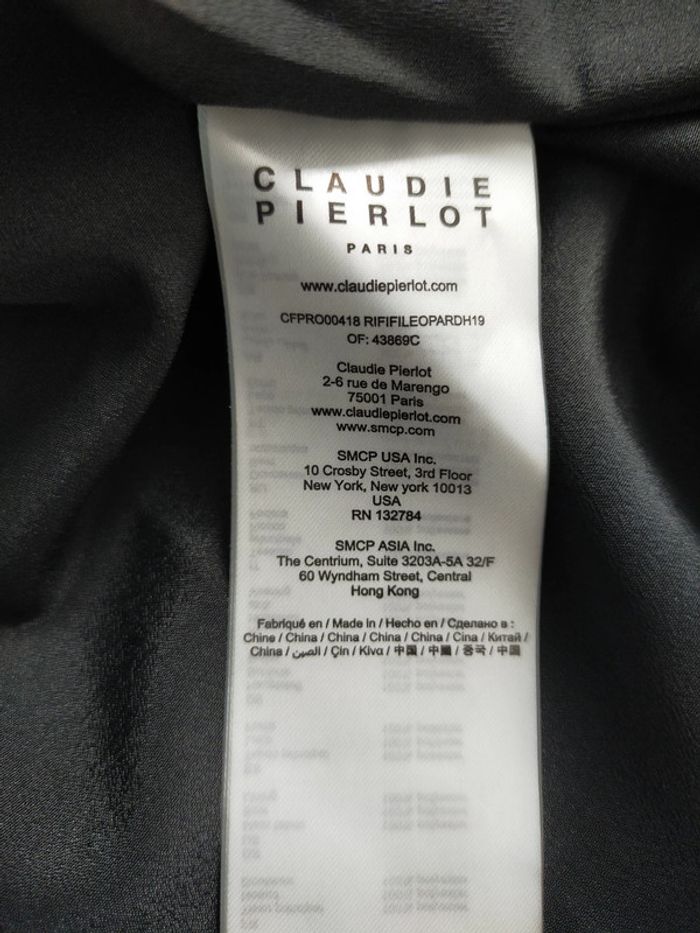 CLAUDIE
PIERLOT
PARIS
www.claudiepierlot.com
CFPRO00418 RIFIFILEOPARDH19
OF: 43869C
Claudie Pierlot
2-6 rue de Marengo
75001 Paris
www.claudiepierlot.com
www.smcp.com
SMCP USA Inc.
10 Crosby Street, 3rd Floor
New York, New york 10013
USA
RN 132784
SMCP ASIA Inc.
The Centrium, Suite 3203A-5A 32/F
60 Wyndham Street, Central
Hong Kong
Fabriqué en / Made in / Hecho en / Сделано в :
Chine / China / China / China / China / Cina / Китай /
China / الصين / Çin / Κίνα / 中国 / 中國 / 중국 / 中国